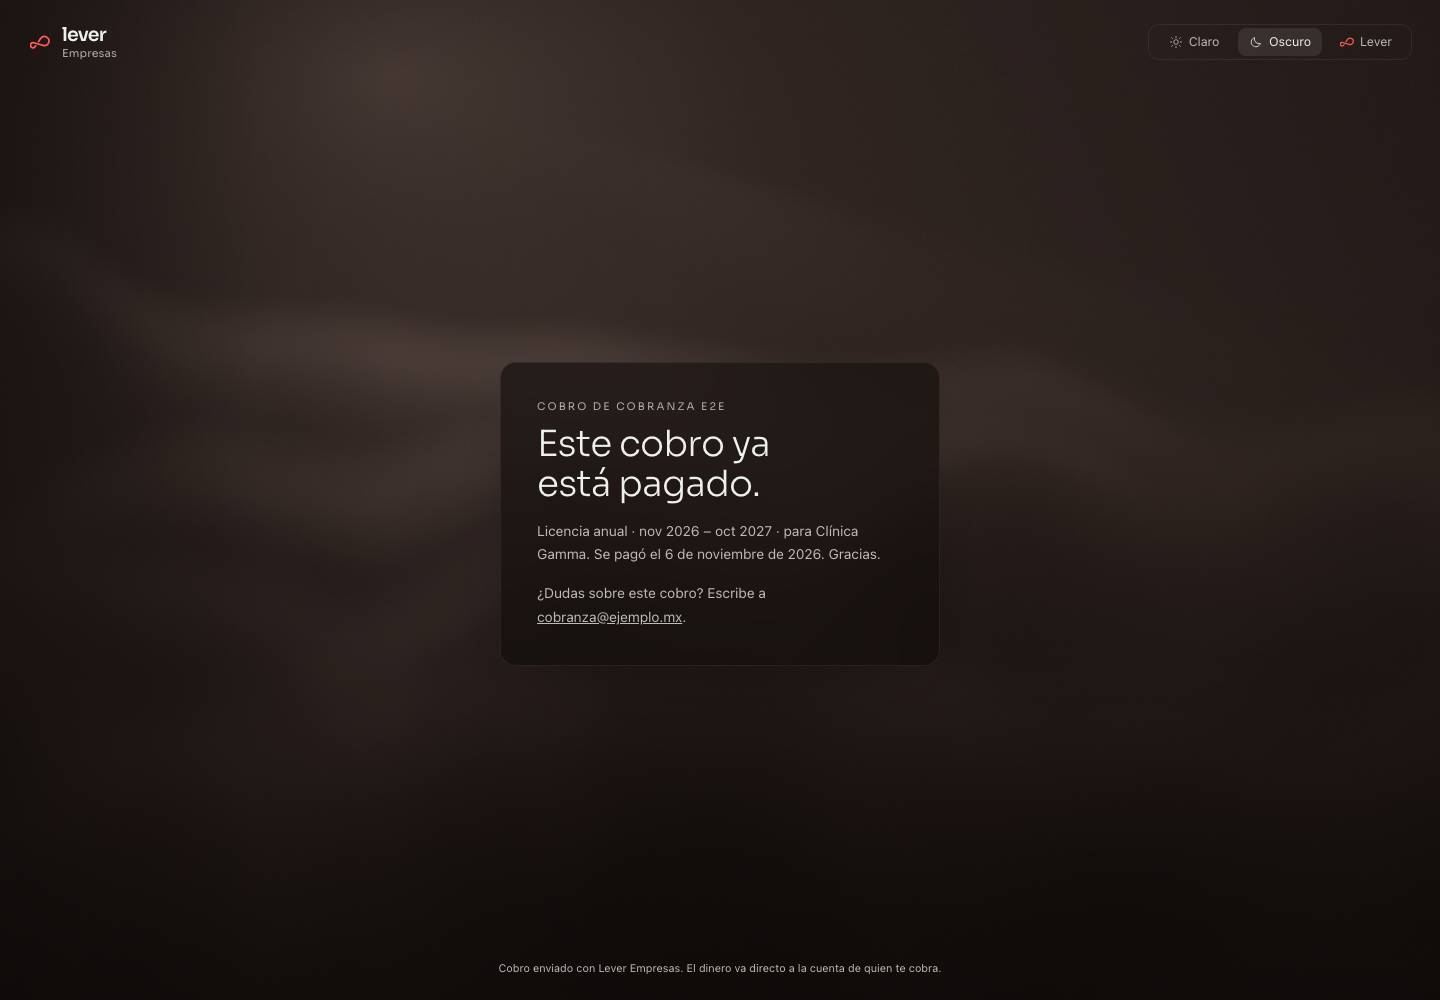 lever
Empresas
Claro
Oscuro
Lever
COBRO DE COBRANZA E2E
Este cobro ya
está pagado.
Licencia anual · nov 2026 – oct 2027 · para Clínica
Gamma. Se pagó el 6 de noviembre de 2026. Gracias.
¿Dudas sobre este cobro? Escribe a
cobranza@ejemplo.mx.
Cobro enviado con Lever Empresas. El dinero va directo a la cuenta de quien te cobra.